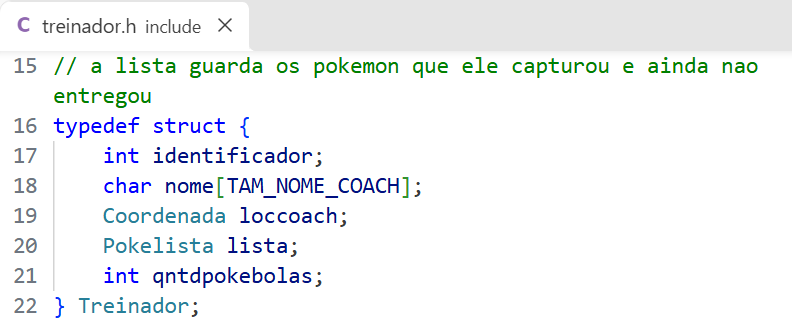 C treinador.h include ×
15 // a lista guarda os pokemon que ele capturou e ainda nao
entregou
16 typedef struct {
17 int identificador;
18 char nome[TAM_NOME_COACH];
19 Coordenada loccoach;
20 Pokelista lista;
21 int qntdpokebolas;
22 } Treinador;